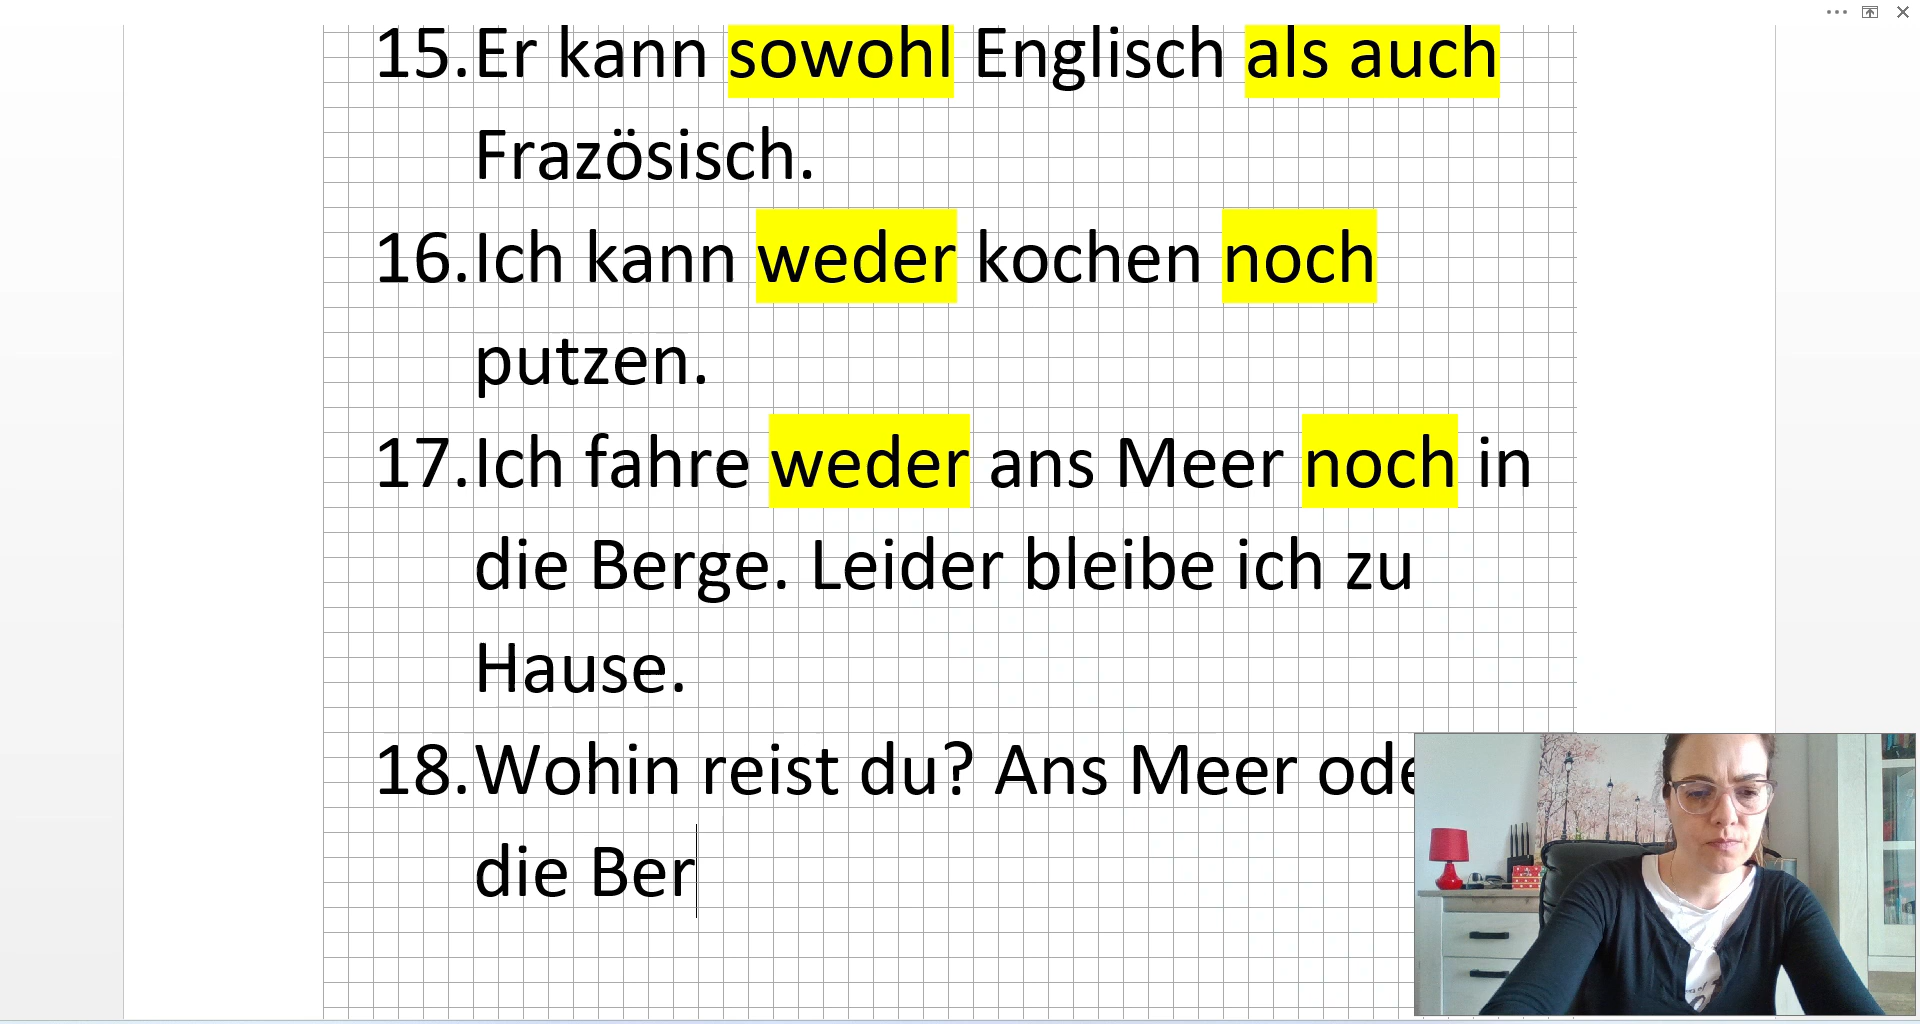 15.Er kann sowohl Englisch als auch
Frazösisch.
16.Ich kann weder kochen noch
putzen.
17.Ich fahre weder ans Meer noch in
die Berge. Leider bleibe ich zu
Hause.
18.Wohin reist du? Ans Meer ode
die Ber